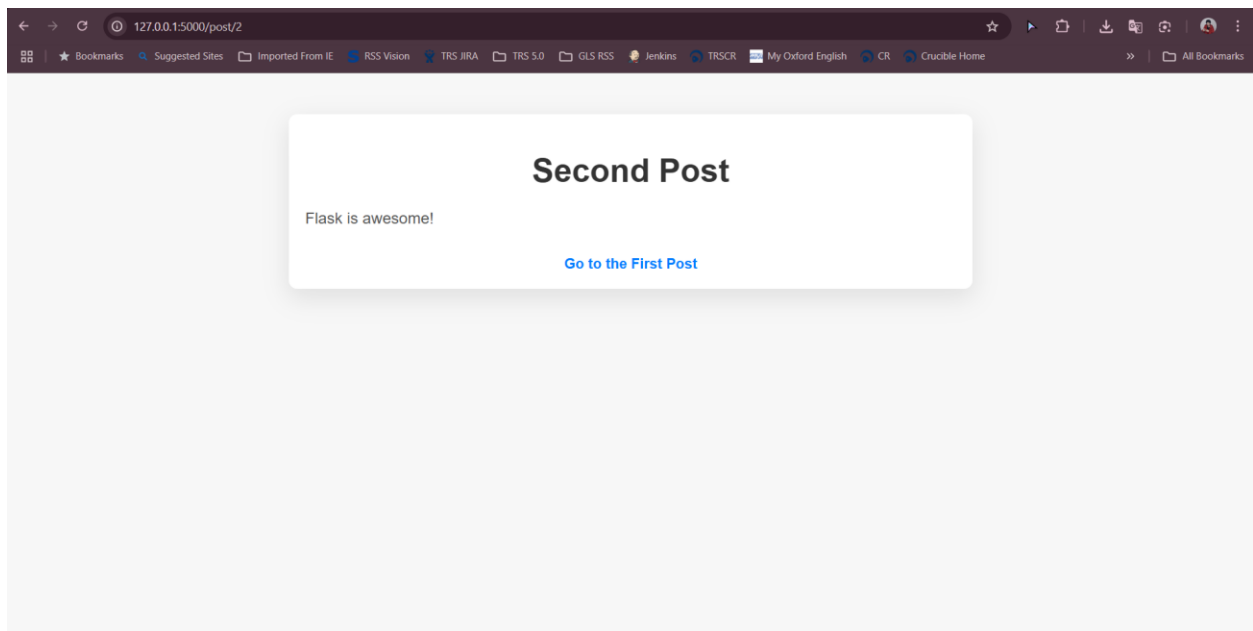 127.0.0.1:5000/post/2
Bookmarks Suggested Sites Imported From IE RSS Vision TRS JIRA TRS 5.0 GLS RSS Jenkins TRSCR My Oxford English CR Crucible Home » All Bookmarks
Second Post
Flask is awesome!
Go to the First Post